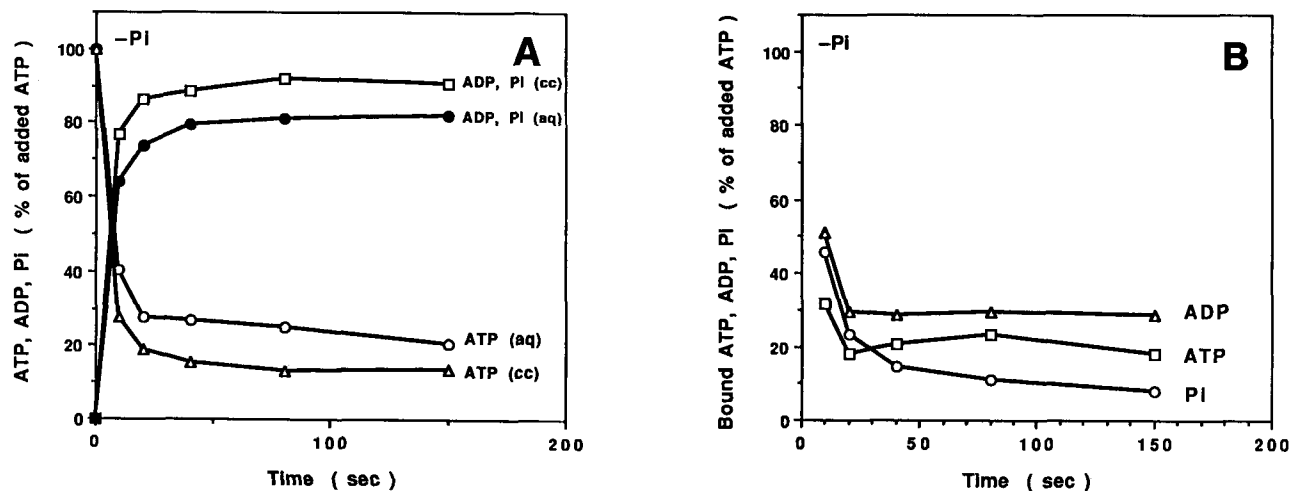 A
–Pi
ATP, ADP, Pi ( % of added ATP)
100
80
60
40
20
0
ADP, Pi (cc)
ADP, Pi (aq)
ATP (aq)
ATP (cc)
0
100
200
Time ( sec )
B
–Pi
Bound ATP, ADP, Pi ( % of added ATP)
100
80
60
50
40
20
0
ADP
ATP
Pi
0
50
100
150
200
Time ( sec )